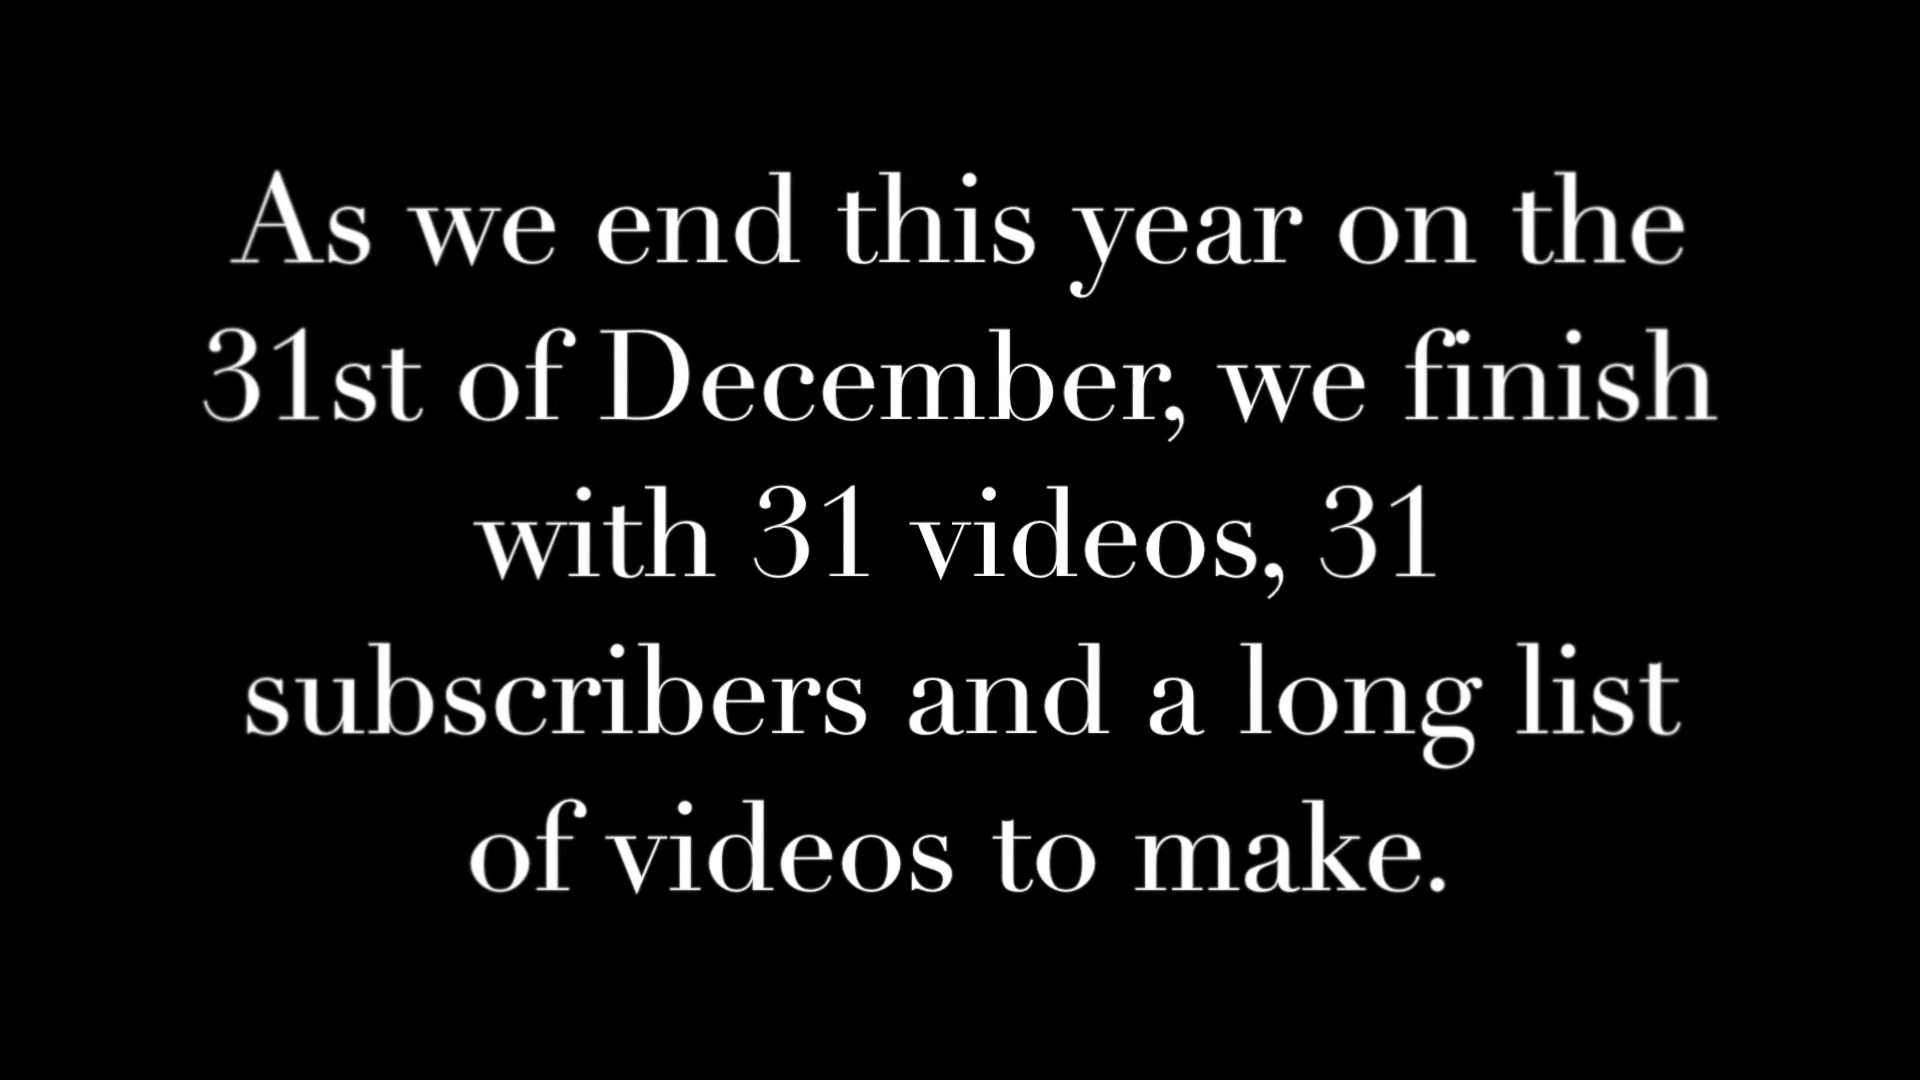 As we end this year on the
31st of December, we finish
with 31 videos, 31
subscribers and a long list
of videos to make.